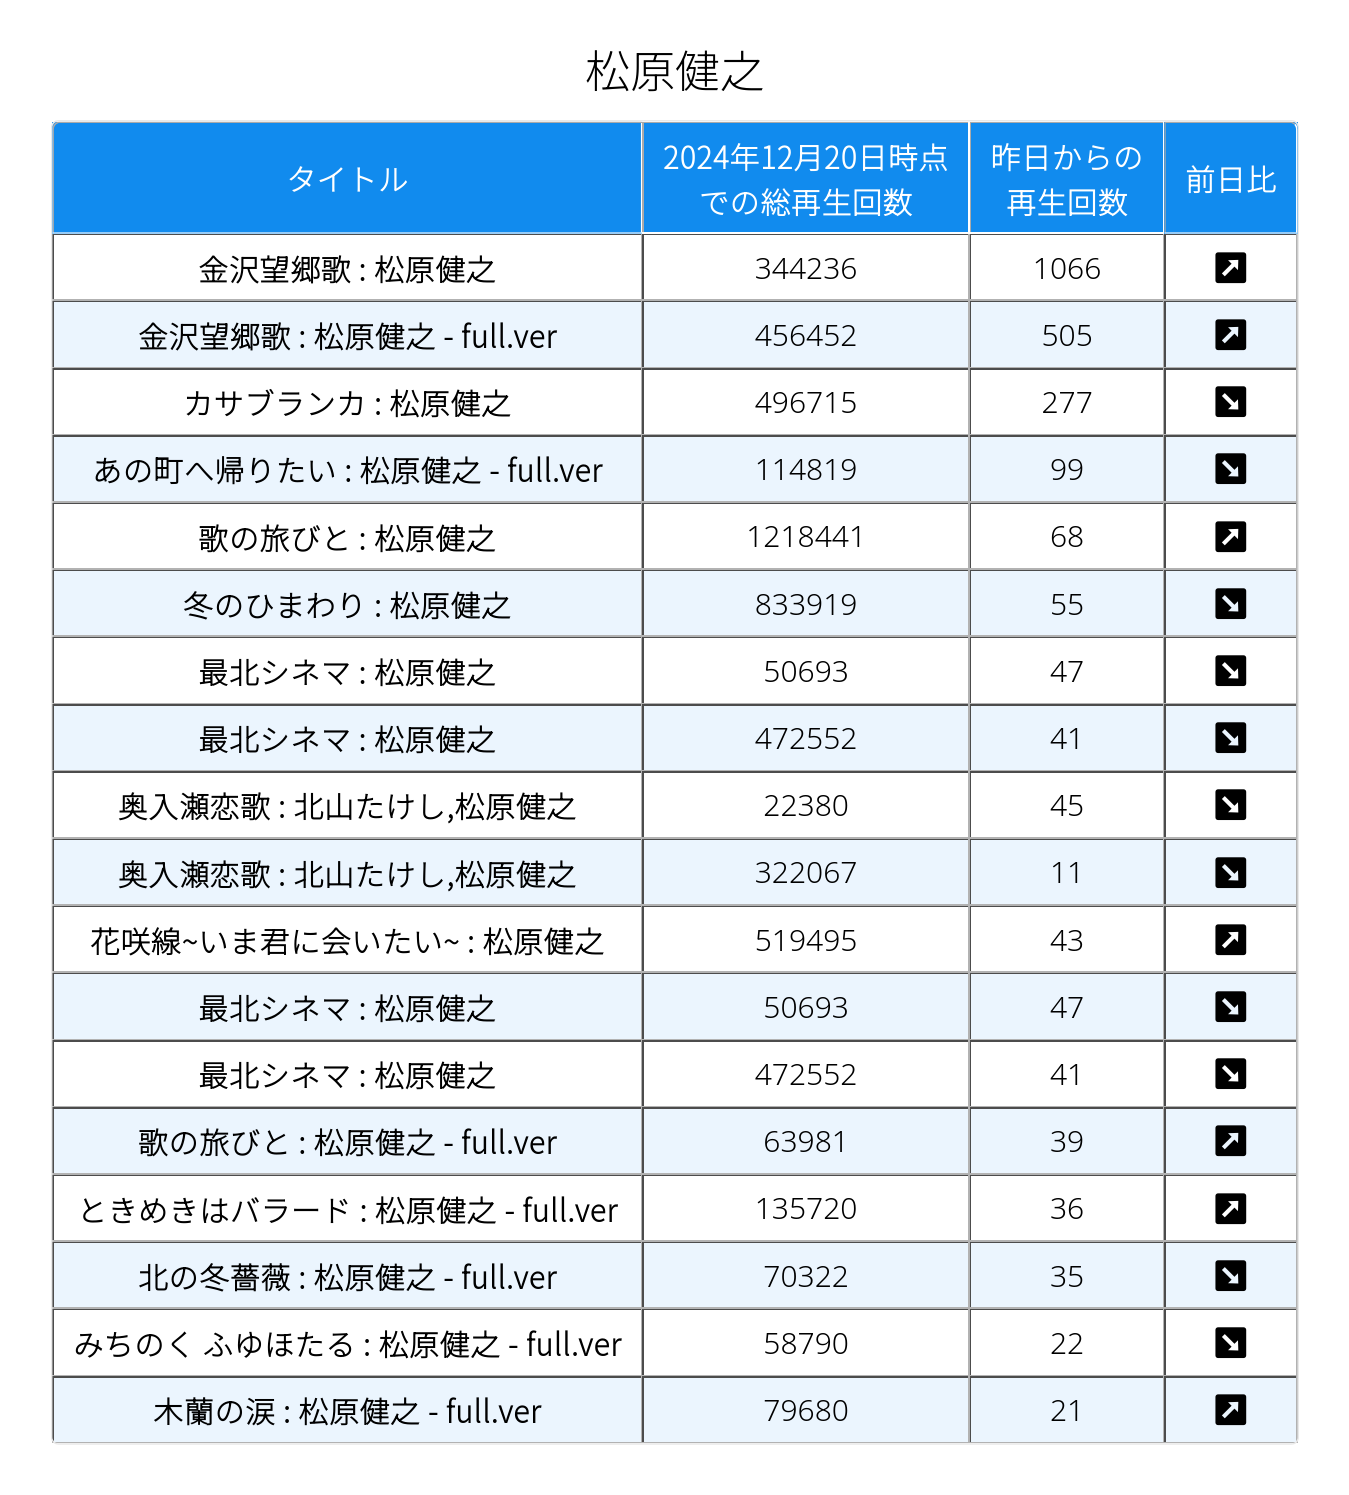 松原健之
タイトル 2024年12月20日時点での総再生回数 昨日からの再生回数 前日比
金沢望郷歌 : 松原健之 344236 1066 ↗
金沢望郷歌 : 松原健之 - full.ver 456452 505 ↗
カサブランカ : 松原健之 496715 277 ↘
あの町へ帰りたい : 松原健之 - full.ver 114819 99 ↘
歌の旅びと : 松原健之 1218441 68 ↗
冬のひまわり : 松原健之 833919 55 ↘
最北シネマ : 松原健之 50693 47 ↘
最北シネマ : 松原健之 472552 41 ↘
奥入瀬恋歌 : 北山たけし,松原健之 22380 45 ↘
奥入瀬恋歌 : 北山たけし,松原健之 322067 11 ↘
花咲線~いま君に会いたい~ : 松原健之 519495 43 ↗
最北シネマ : 松原健之 50693 47 ↘
最北シネマ : 松原健之 472552 41 ↘
歌の旅びと : 松原健之 - full.ver 63981 39 ↗
ときめきはバラード : 松原健之 - full.ver 135720 36 ↗
北の冬薔薇 : 松原健之 - full.ver 70322 35 ↘
みちのく ふゆほたる : 松原健之 - full.ver 58790 22 ↘
木蘭の涙 : 松原健之 - full.ver 79680 21 ↗